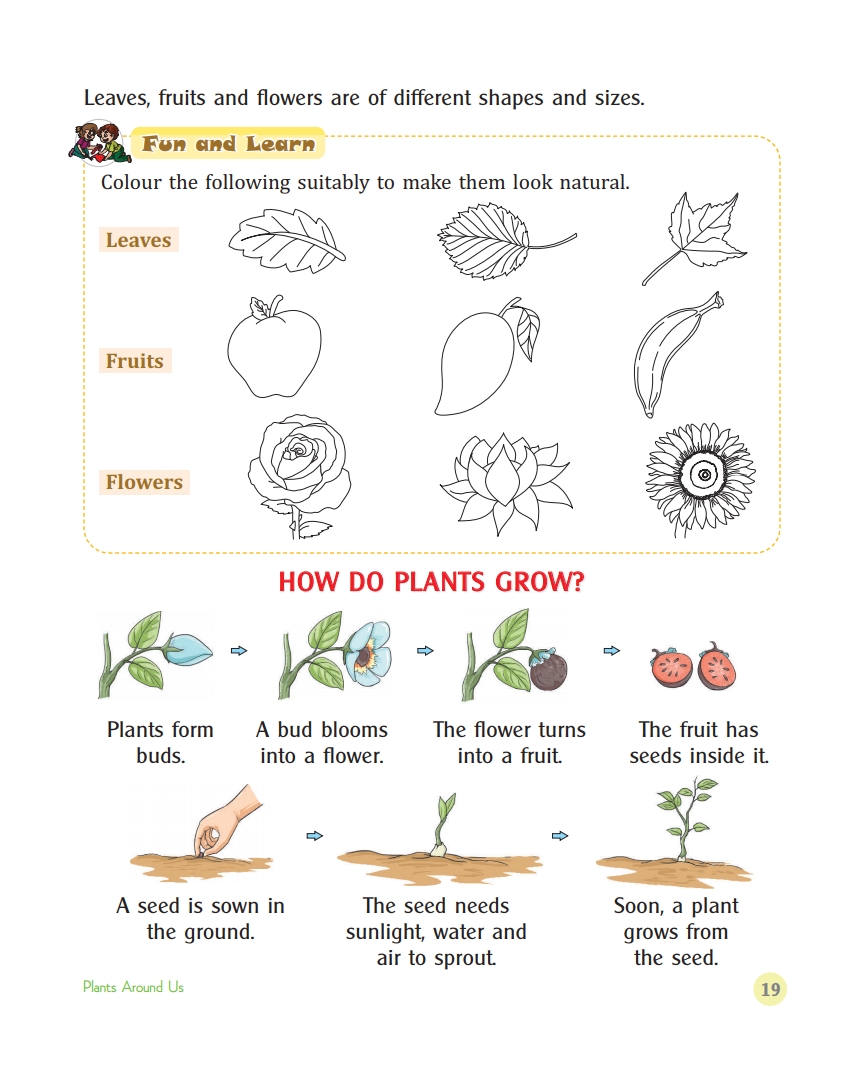 Leaves, fruits and flowers are of different shapes and sizes.
Fun and Learn
Colour the following suitably to make them look natural.
Leaves
Fruits
Flowers
HOW DO PLANTS GROW?
Plants form
buds.
A bud blooms
into a flower.
The flower turns
into a fruit.
The fruit has
seeds inside it.
A seed is sown in
the ground.
The seed needs
sunlight, water and
air to sprout.
Soon, a plant
grows from
the seed.
Plants Around Us
19